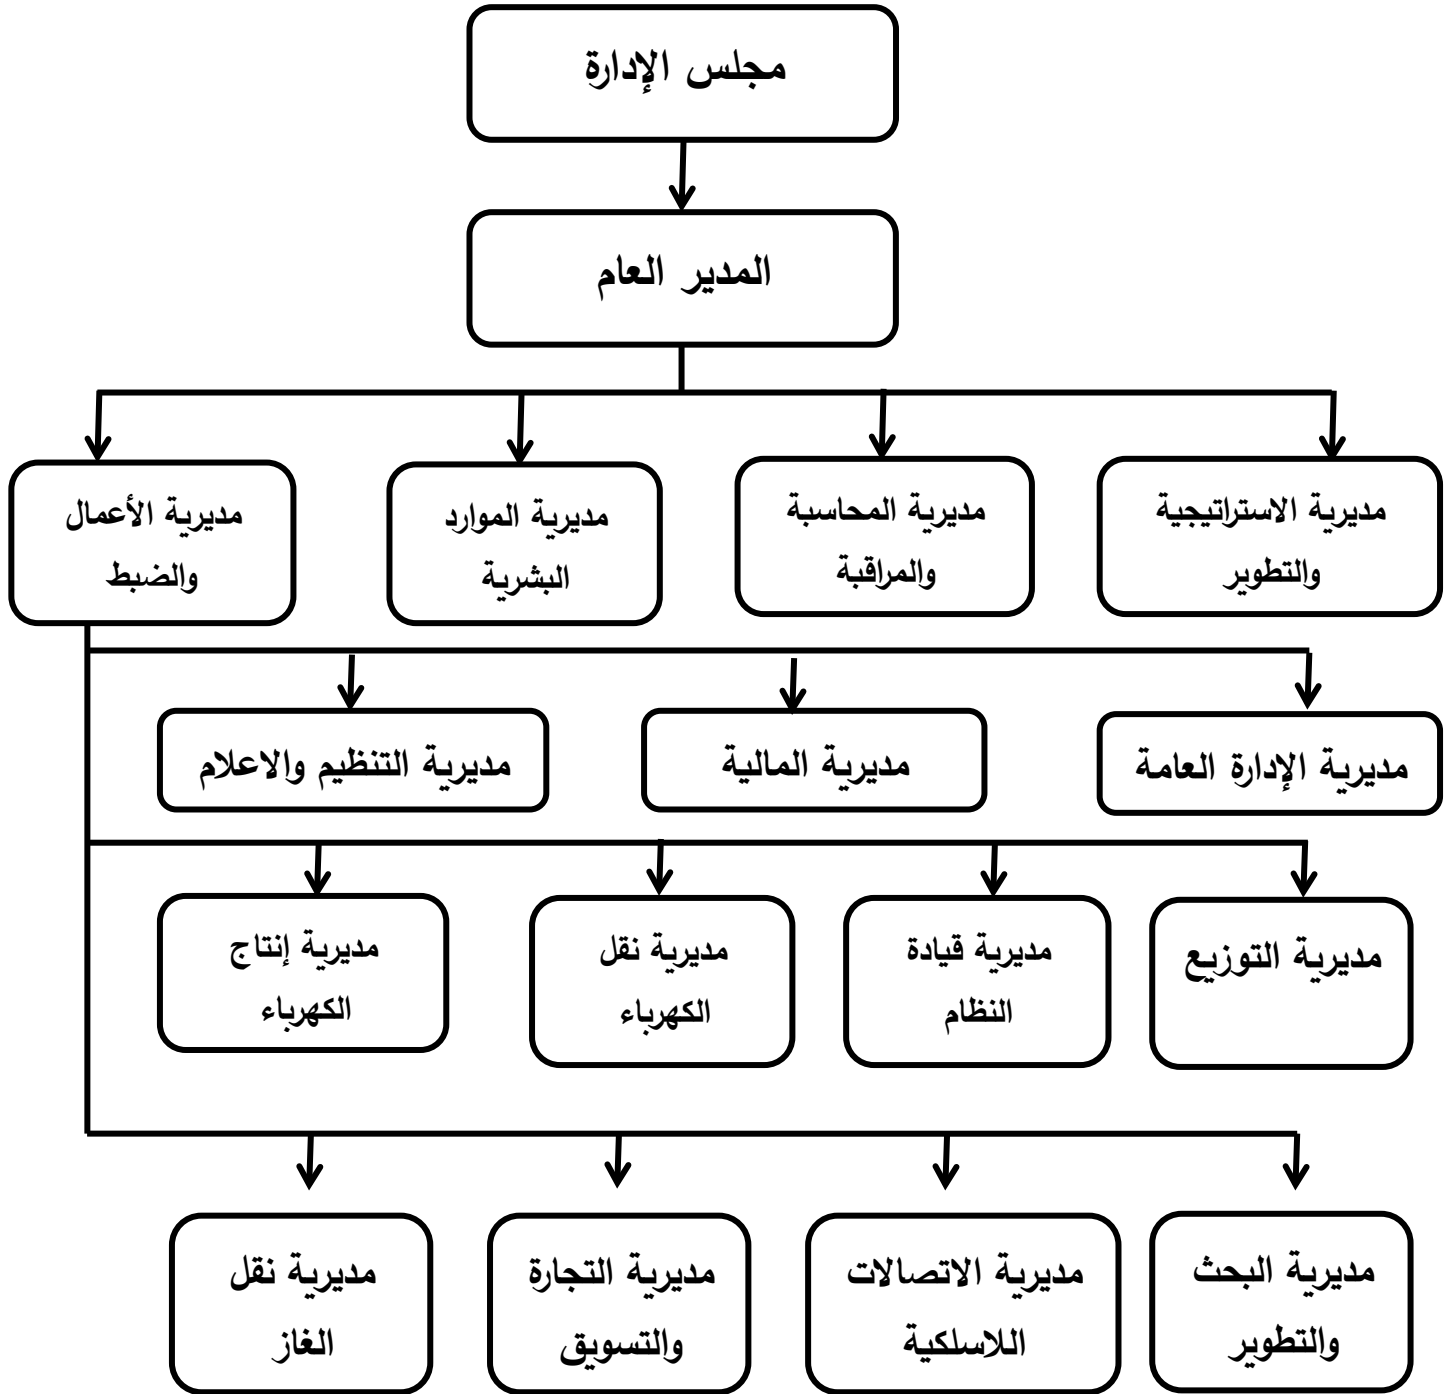 مجلس الإدارة
المدير العام
مديرية الاستراتيجية
والتطوير
مديرية المحاسبة
والمراقبة
مديرية الموارد
البشرية
مديرية الأعمال
والضبط
مديرية الإدارة العامة
مديرية المالية
مديرية التنظيم والاعلام
مديرية التوزيع
مديرية قيادة
النظام
مديرية نقل
الكهرباء
مديرية إنتاج
الكهرباء
مديرية البحث
والتطوير
مديرية الاتصالات
اللاسلكية
مديرية التجارة
والتسويق
مديرية نقل
الغاز